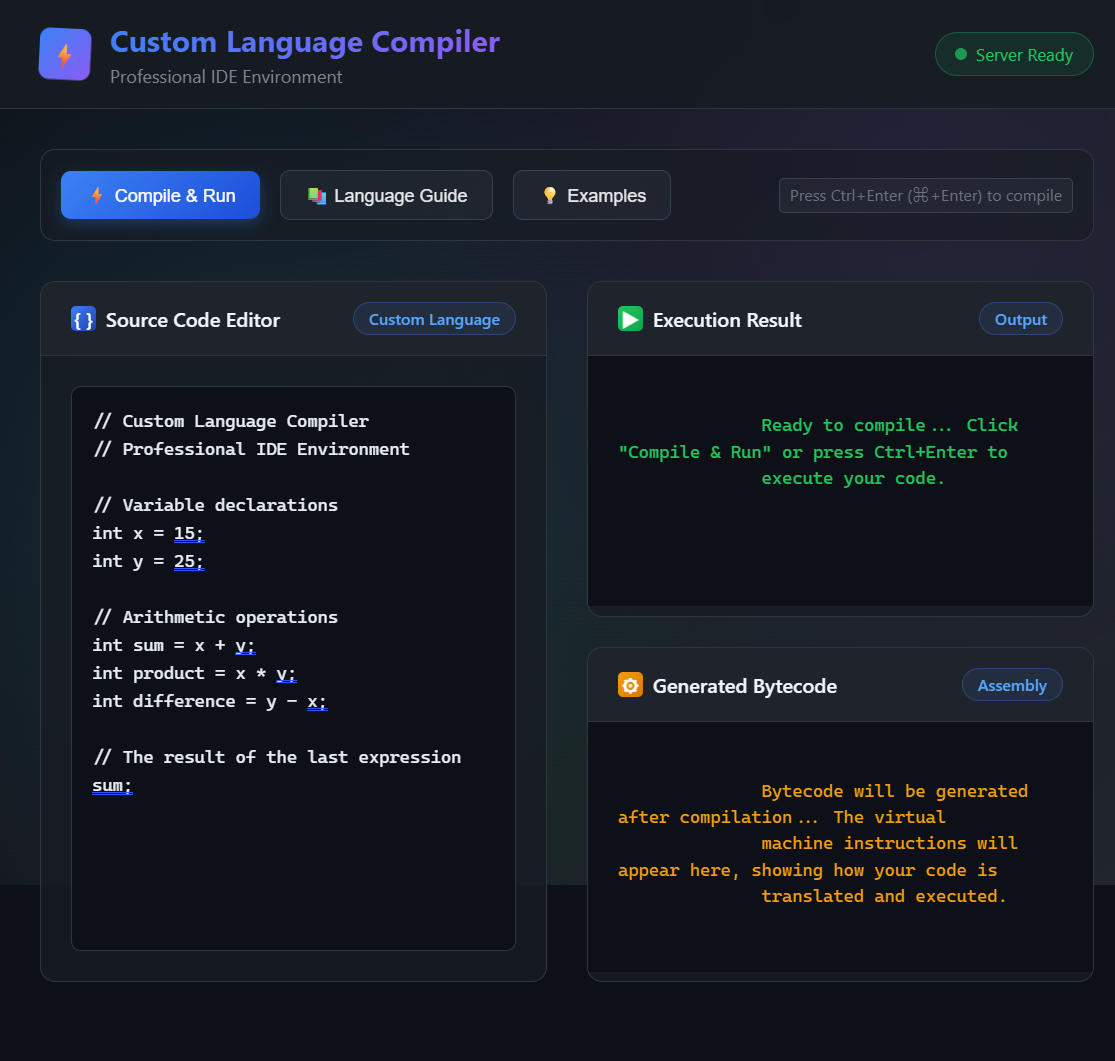 Custom Language Compiler
Professional IDE Environment
Server Ready
Compile & Run
Language Guide
Examples
Press Ctrl+Enter (⌘+Enter) to compile
{ } Source Code Editor
Custom Language
// Custom Language Compiler
// Professional IDE Environment
// Variable declarations
int x = 15;
int y = 25;
// Arithmetic operations
int sum = x + y;
int product = x * y;
int difference = y - x;
// The result of the last expression
sum;
Execution Result
Output
Ready to compile... Click
"Compile & Run" or press Ctrl+Enter to
execute your code.
Generated Bytecode
Assembly
Bytecode will be generated
after compilation... The virtual
machine instructions will
appear here, showing how your code is
translated and executed.